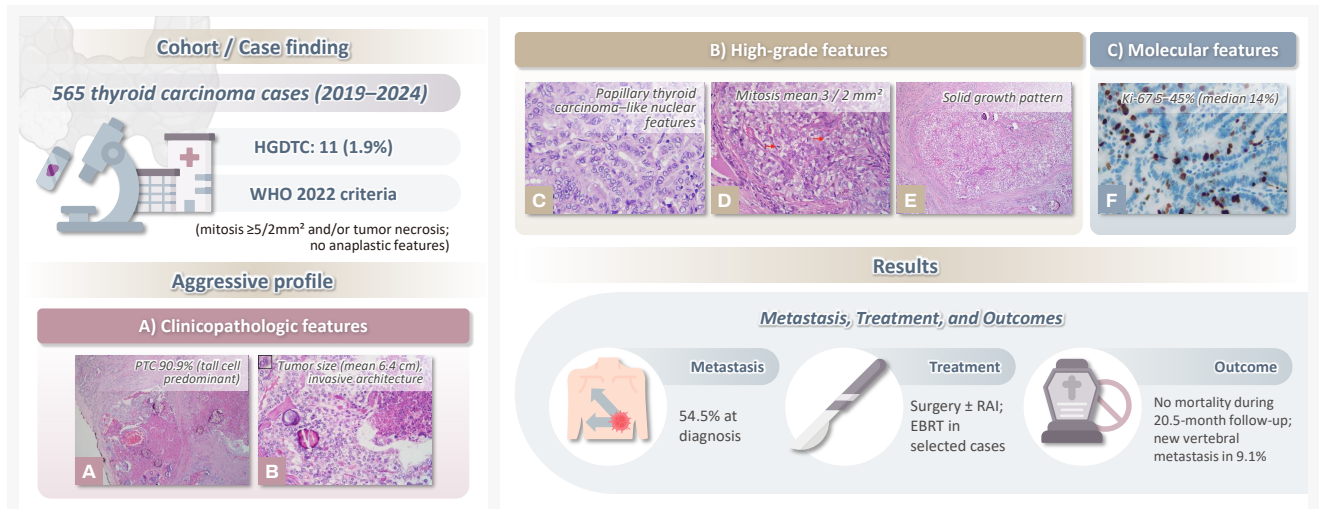 Cohort / Case finding
565 thyroid carcinoma cases (2019–2024)
HGDTC: 11 (1.9%)
WHO 2022 criteria
(mitosis ≥5/2mm² and/or tumor necrosis;
no anaplastic features)
Aggressive profile
A) Clinicopathologic features
PTC 90.9% (tall cell
predominant)
A
Tumor size (mean 6.4 cm),
invasive architecture
B
B) High-grade features
Papillary thyroid
carcinoma–like nuclear
features
C
Mitosis mean 3 / 2 mm²
D
Solid growth pattern
E
C) Molecular features
Ki-67 5–45% (median 14%)
F
Results
Metastasis, Treatment, and Outcomes
Metastasis
54.5% at
diagnosis
Treatment
Surgery ± RAI;
EBRT in
selected cases
Outcome
No mortality during
20.5-month follow-up;
new vertebral
metastasis in 9.1%